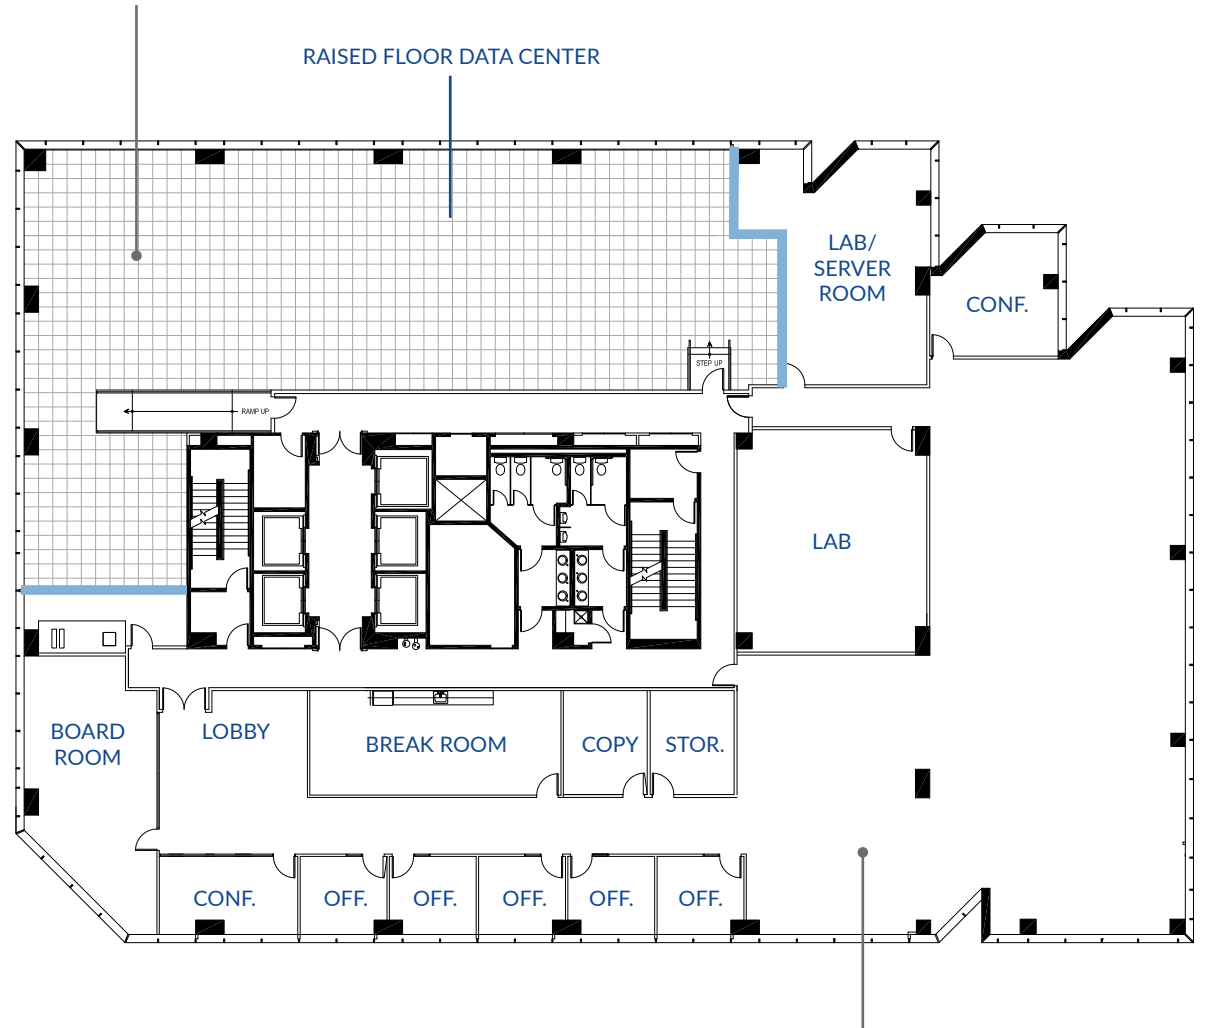 RAISED FLOOR DATA CENTER
LAB/
SERVER
ROOM
CONF.
STEP UP
RAMP UP
LAB
BOARD
ROOM
LOBBY
BREAK ROOM
COPY
STOR.
CONF.
OFF.
OFF.
OFF.
OFF.
OFF.